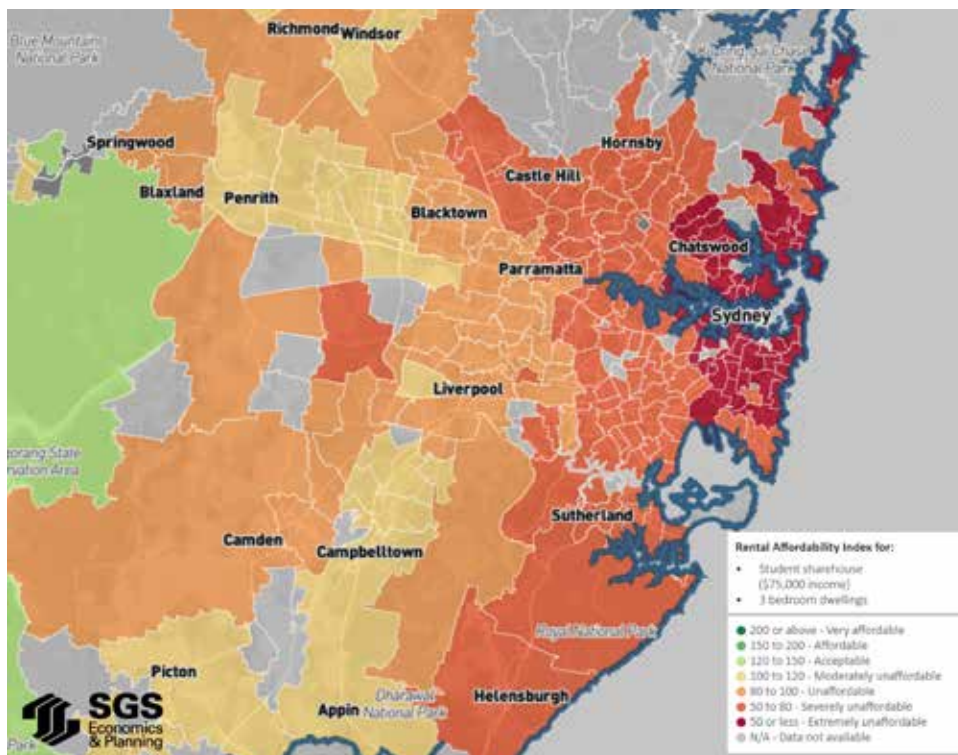 Richmond
Windsor
Blue Mountains
National Park
National Park
Springwood
Hornsby
Castle Hill
Blaxland
Penrith
Blacktown
Chatswood
Parramatta
Sydney
Liverpool
Sutherland
Camden
Campbelltown
Royal National Park
Picton
Dharawal
National Park
Appin
Helensburgh
SGS
Economics
& Planning
Rental Affordability Index for:
• Student sharehouse
($75,000 income)
• 3 bedroom dwellings
200 or above - Very affordable
150 to 200 - Affordable
120 to 150 - Acceptable
100 to 120 - Moderately unaffordable
80 to 100 - Unaffordable
50 to 80 - Severely unaffordable
50 or less - Extremely unaffordable
N/A - Data not available